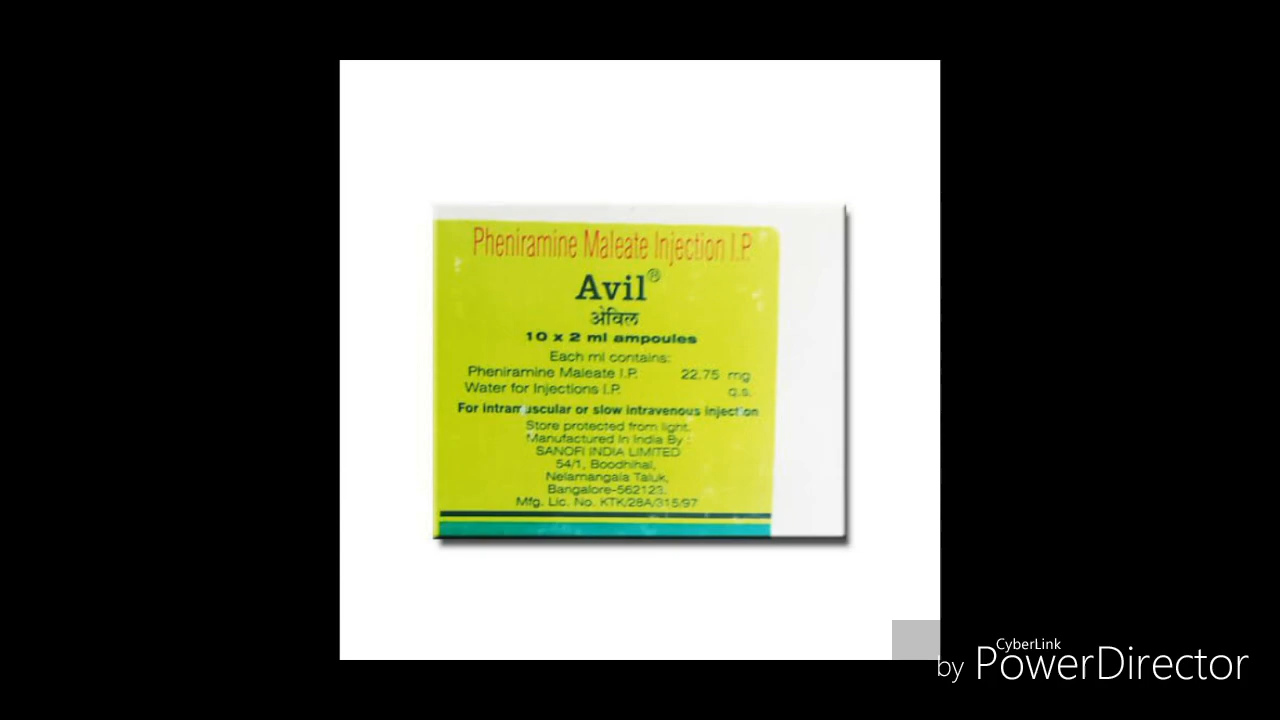 Pheniramine Maleate Injection I.P.
Avil®
अेविल
10 x 2 ml ampoules
Each ml contains:
Pheniramine Maleate I.P. 22.75 mg
Water for Injections I.P. q.s.
For intramuscular or slow intravenous injection
Store protected from light.
Manufactured in India By :
SANOFI INDIA LIMITED
54/1, Boodhihal,
Nelamangala Taluk,
Bangalore-562123.
Mfg. Lic. No. KTK/28A/315/97
CyberLink
by PowerDirector